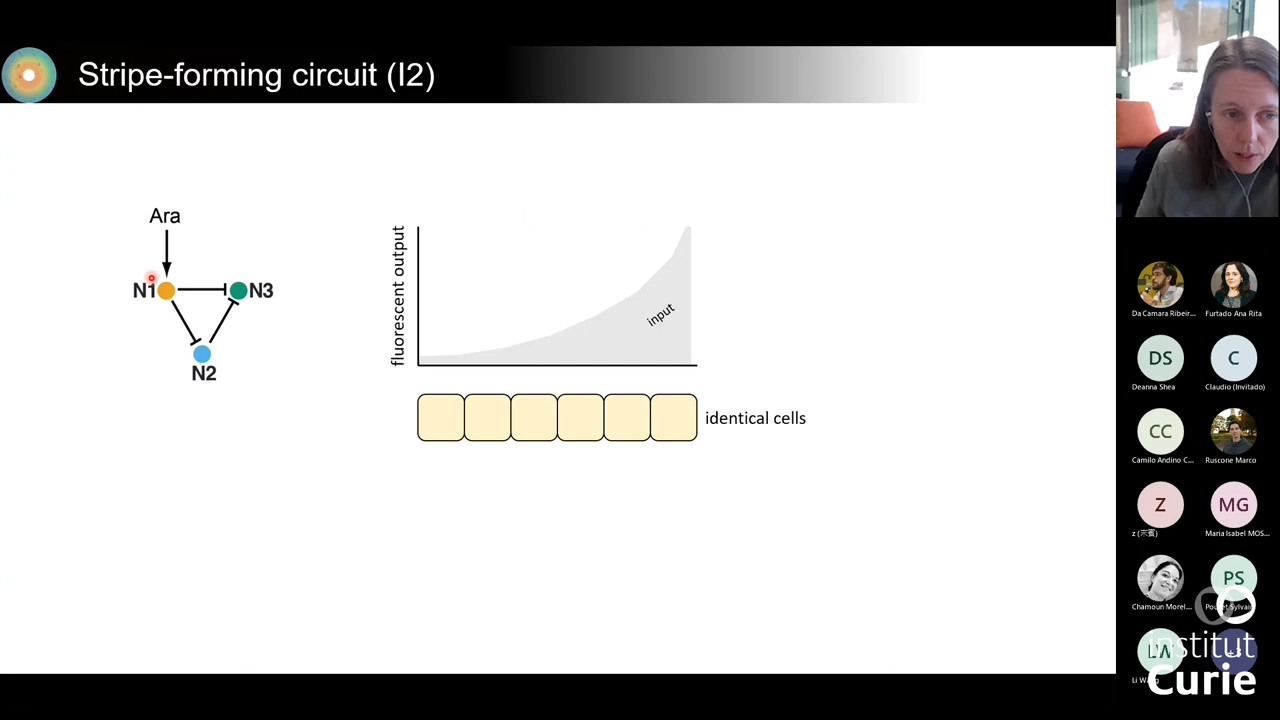 Stripe-forming circuit (I2)
Ara
N1
N3
N2
fluorescent output
input
identical cells
Da Camara Ribeir...
Furtado Ana Rita
DS
C
Deanna Shea
Claudio (Invitado)
CC
Camilo Andino C...
Ruscone Marco
Z
MG
Maria Isabel MOS...
PS
Chamoun Morel...
LW
institut
Curie